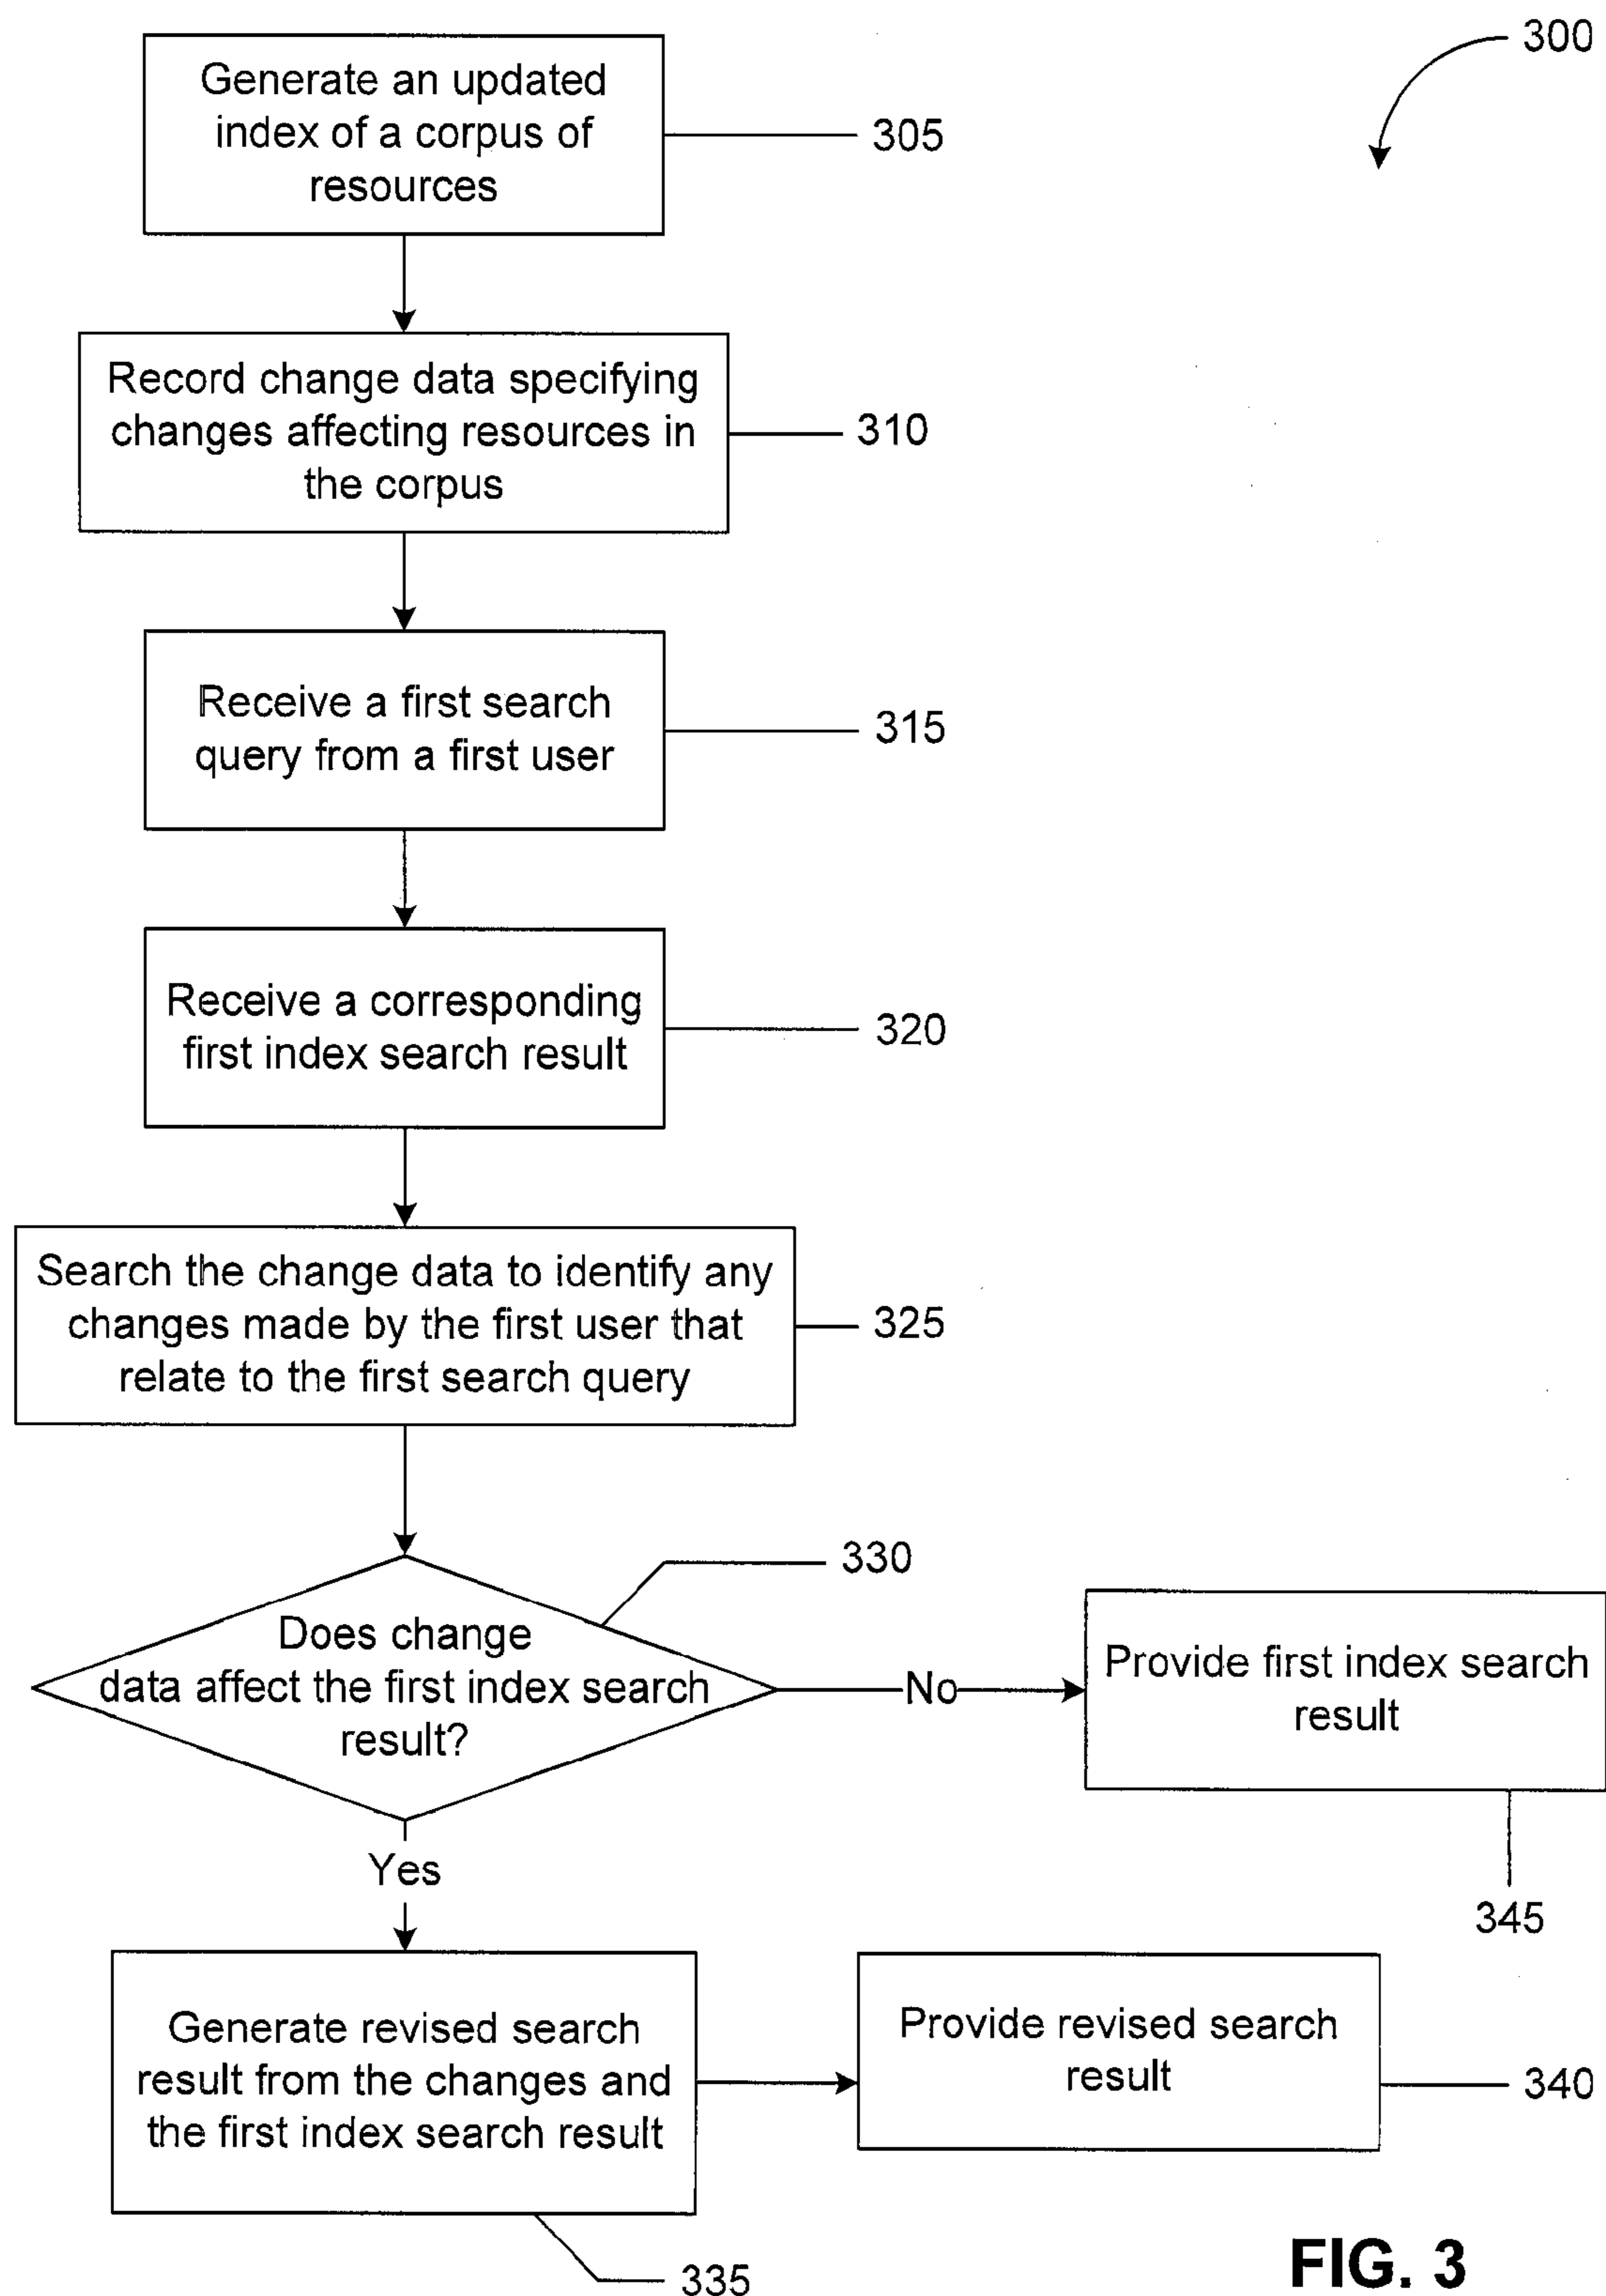 300
Generate an updated
index of a corpus of
resources
305
Record change data specifying
changes affecting resources in
the corpus
310
Receive a first search
query from a first user
315
Receive a corresponding
first index search result
320
Search the change data to identify any
changes made by the first user that
relate to the first search query
325
330
Does change
data affect the first index search
result?
No
Provide first index search
result
345
Yes
Generate revised search
result from the changes and
the first index search result
335
Provide revised search
result
340
FIG. 3